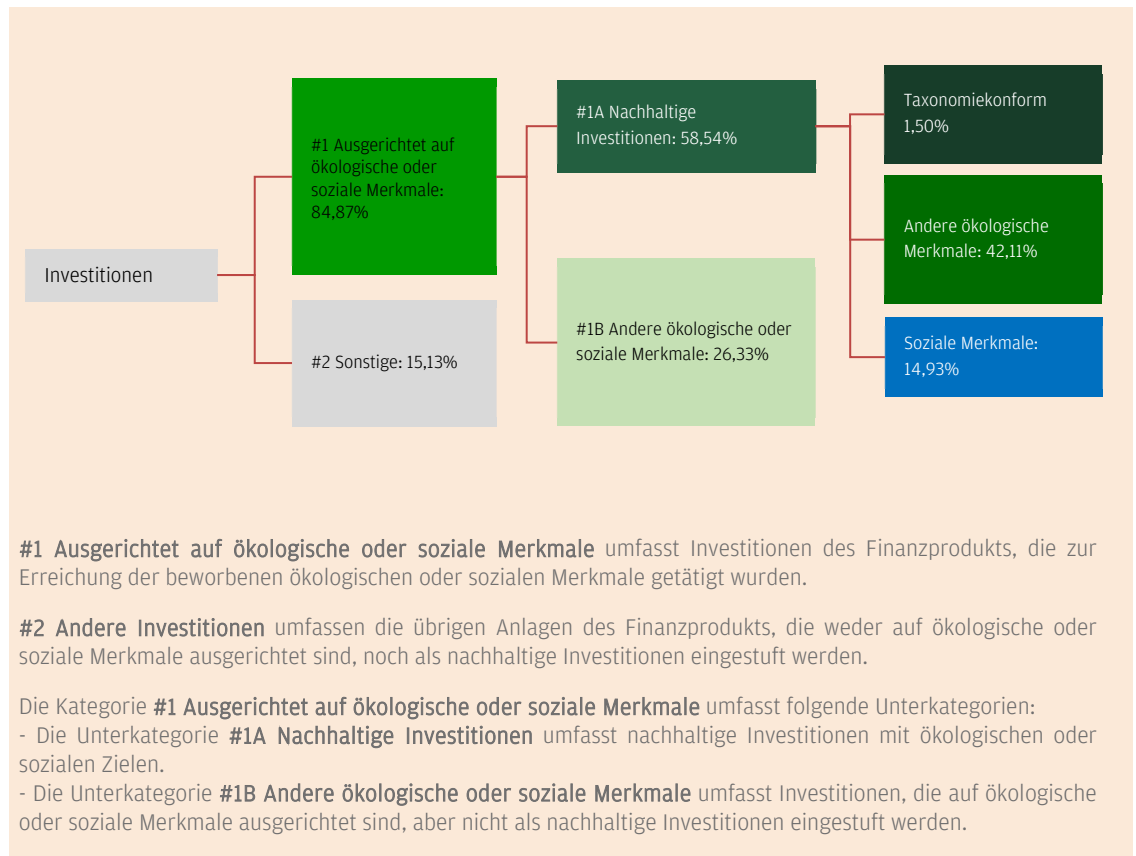 Investitionen
#1 Ausgerichtet auf
ökologische oder
soziale Merkmale:
84,87%
#2 Sonstige: 15,13%
#1A Nachhaltige
Investitionen: 58,54%
#1B Andere ökologische oder
soziale Merkmale: 26,33%
Taxonomiekonform
1,50%
Andere ökologische
Merkmale: 42,11%
Soziale Merkmale:
14,93%
#1 Ausgerichtet auf ökologische oder soziale Merkmale umfasst Investitionen des Finanzprodukts, die zur
Erreichung der beworbenen ökologischen oder sozialen Merkmale getätigt wurden.
#2 Andere Investitionen umfassen die übrigen Anlagen des Finanzprodukts, die weder auf ökologische oder
soziale Merkmale ausgerichtet sind, noch als nachhaltige Investitionen eingestuft werden.
Die Kategorie #1 Ausgerichtet auf ökologische oder soziale Merkmale umfasst folgende Unterkategorien:
- Die Unterkategorie #1A Nachhaltige Investitionen umfasst nachhaltige Investitionen mit ökologischen oder
sozialen Zielen.
- Die Unterkategorie #1B Andere ökologische oder soziale Merkmale umfasst Investitionen, die auf ökologische
oder soziale Merkmale ausgerichtet sind, aber nicht als nachhaltige Investitionen eingestuft werden.